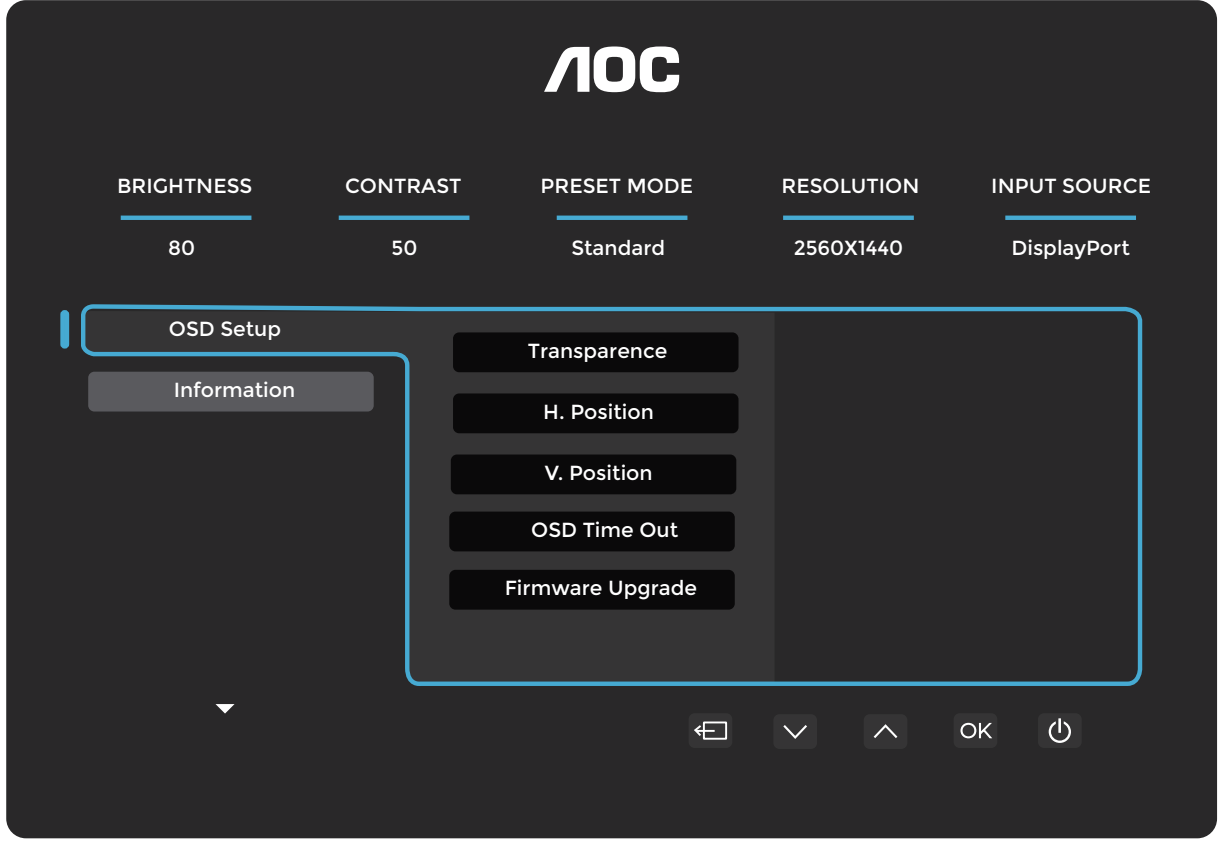 AOC
BRIGHTNESS CONTRAST PRESET MODE RESOLUTION INPUT SOURCE
80 50 Standard 2560X1440 DisplayPort
OSD Setup
Information
Transparence
H. Position
V. Position
OSD Time Out
Firmware Upgrade
OK